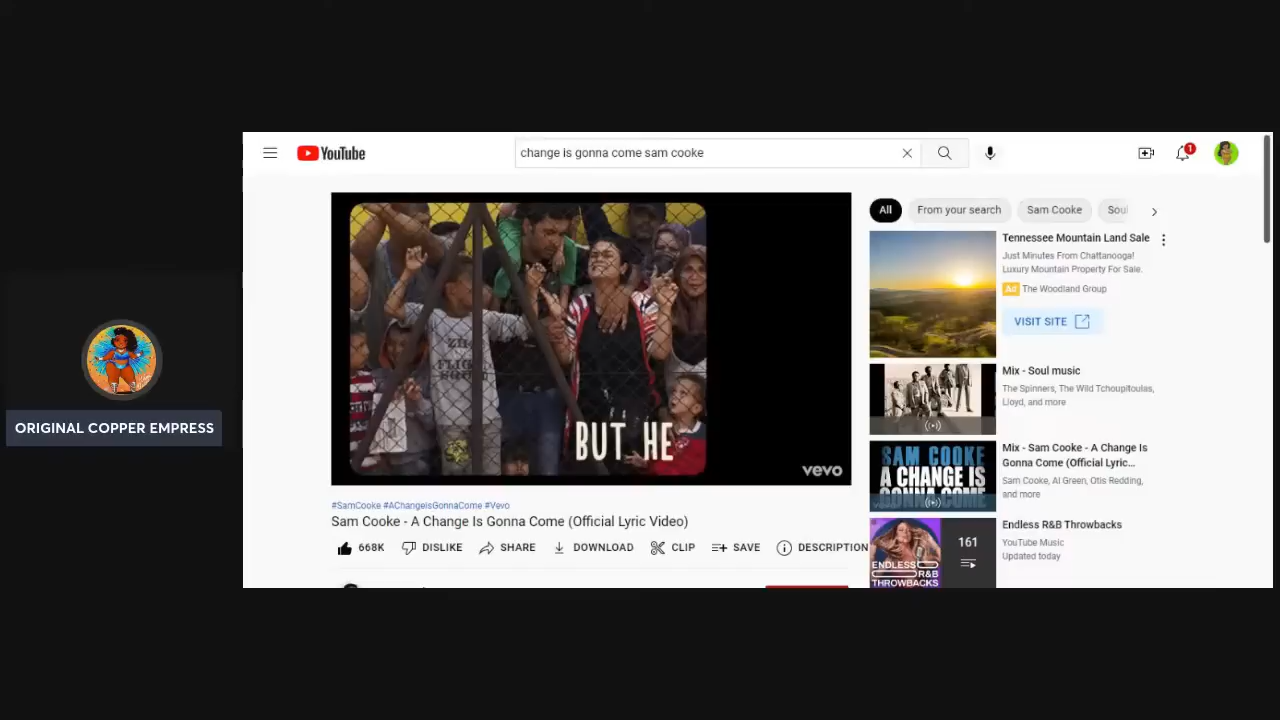 YouTube
change is gonna come sam cooke
1
All
From your search
Sam Cooke
Soul
Tennessee Mountain Land Sale
Just Minutes From Chattanooga!
Luxury Mountain Property For Sale.
Ad The Woodland Group
VISIT SITE
BUT HE
vevo
Mix - Soul music
The Spinners, The Wild Tchoupitoulas,
Lloyd, and more
ORIGINAL COPPER EMPRESS
SAM COOKE
A CHANGE IS
GONNA COME
Mix - Sam Cooke - A Change Is
Gonna Come (Official Lyric...
Sam Cooke, Al Green, Otis Redding,
and more
#SamCooke #AChangeIsGonnaCome #Vevo
Sam Cooke - A Change Is Gonna Come (Official Lyric Video)
668K
DISLIKE
SHARE
DOWNLOAD
CLIP
SAVE
DESCRIPTION
ENDLESS
R&B
THROWBACKS
161
Endless R&B Throwbacks
YouTube Music
Updated today